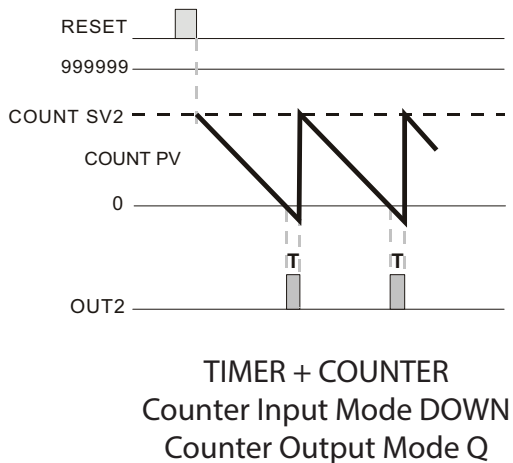 RESET
999999
COUNT SV2
COUNT PV
0
T T
OUT2
TIMER + COUNTER
Counter Input Mode DOWN
Counter Output Mode Q